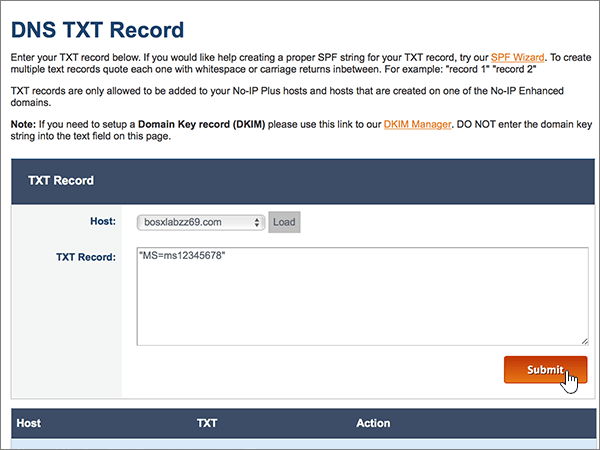 DNS TXT Record
Enter your TXT record below. If you would like help creating a proper SPF string for your TXT record, try our SPF Wizard. To create
multiple text records quote each one with whitespace or carriage returns inbetween. For example: "record 1" "record 2"
TXT records are only allowed to be added to your No-IP Plus hosts and hosts that are created on one of the No-IP Enhanced
domains.
Note: If you need to setup a Domain Key record (DKIM) please use this link to our DKIM Manager. DO NOT enter the domain key
string into the text field on this page.
TXT Record
Host: bosxlabzz69.com Load
TXT Record: "MS=ms12345678"
Submit
Host TXT Action